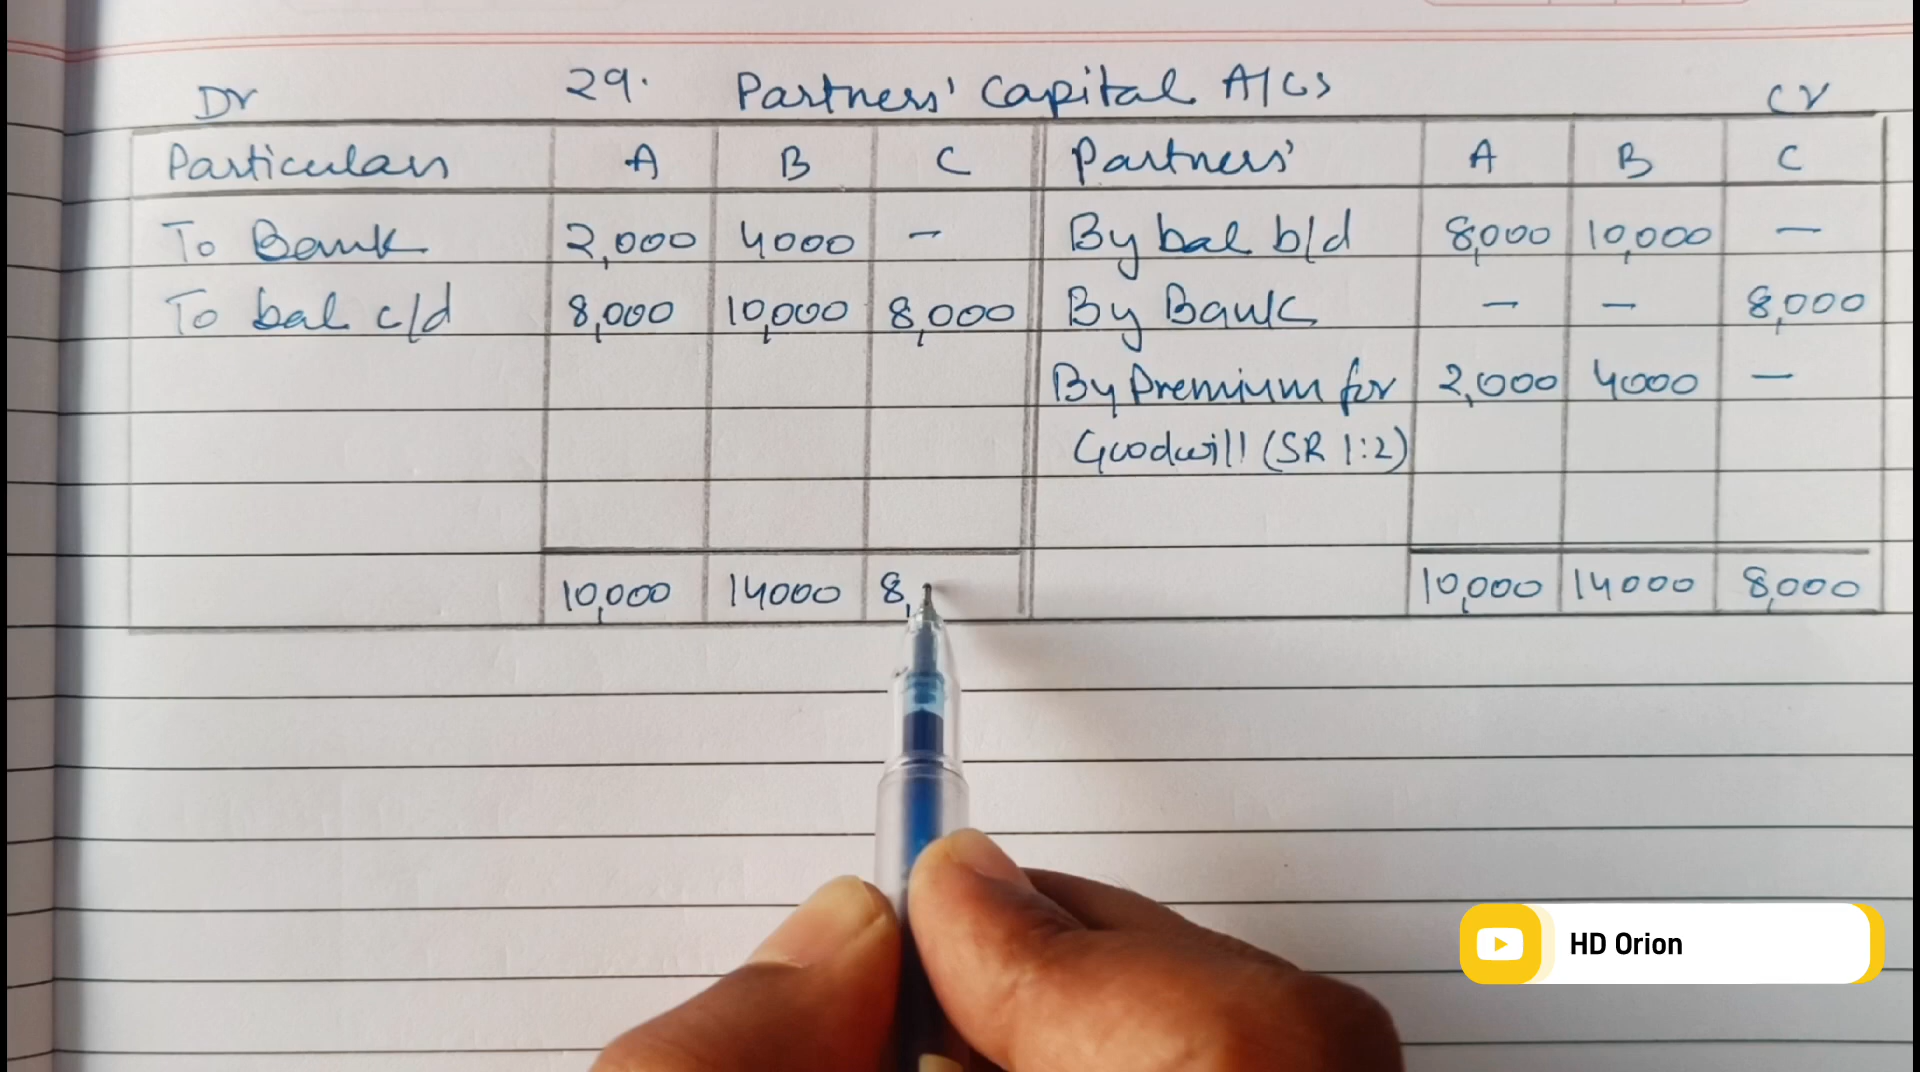 Dr 29. Partners' Capital A/Cs Cr
Particulars A B C Partners' A B C
To Bank 2,000 4000 — By bal b/d 8,000 10,000 —
To bal c/d 8,000 10,000 8,000 By Bank — — 8,000
By Premium for 2,000 4000 —
Goodwill (SR 1:2)
10,000 14000 8, 10,000 14000 8,000
HD Orion